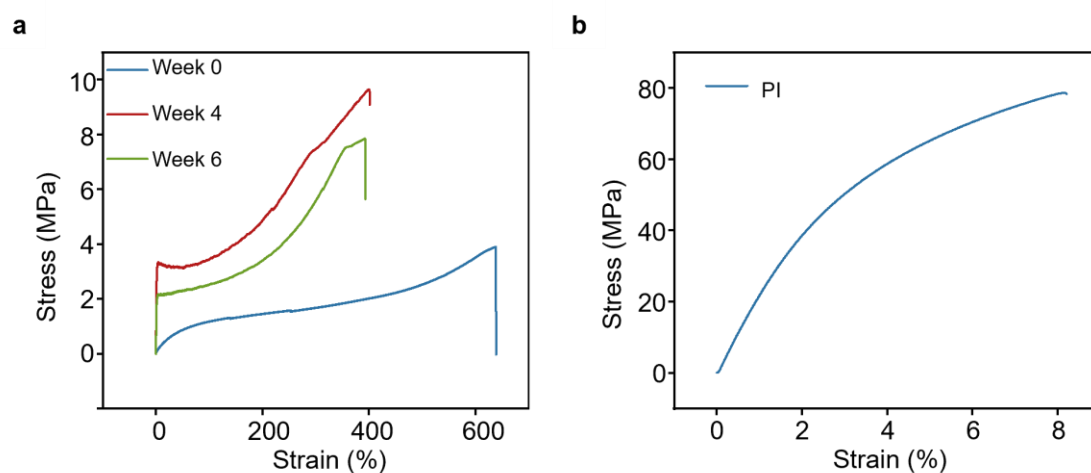 a
Stress (MPa)
10
8
6
4
2
0
Week 0
Week 4
Week 6
0 200 400 600
Strain (%)
b
Stress (MPa)
80
60
40
20
0
PI
0 2 4 6 8
Strain (%)